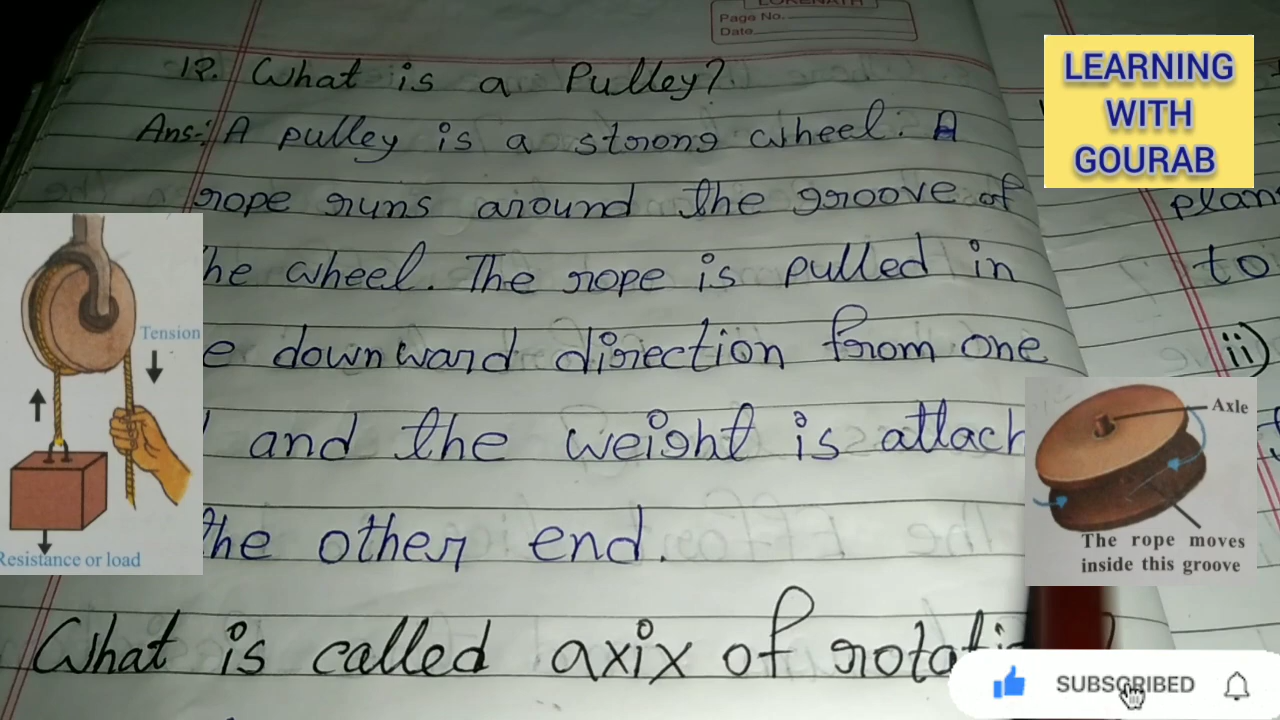 LORENATH
Page No.
Date
12. What is a Pulley?
Ans:- A pulley is a strong wheel. A
rope runs around the groove of
he wheel. The rope is pulled in
e downward direction from one
and the weight is attach
the other end.
What is called axix of rotati
LEARNING
WITH
GOURAB
plan
to
ii)
Tension
Resistance or load
Axle
The rope moves
inside this groove
SUBSCRIBED